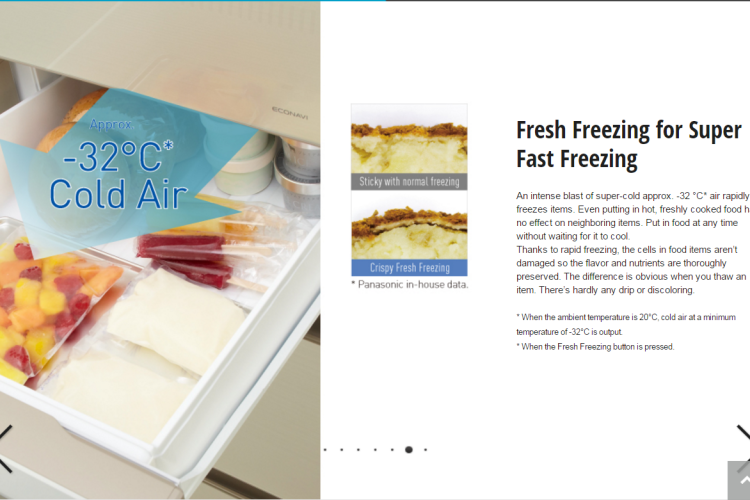 ECONAVI
Approx.
-32°C*
Cold Air
Sticky with normal freezing
Crispy Fresh Freezing
* Panasonic in-house data.
Fresh Freezing for Super
Fast Freezing
An intense blast of super-cold approx. -32 °C* air rapidly
freezes items. Even putting in hot, freshly cooked food h
no effect on neighboring items. Put in food at any time
without waiting for it to cool.
Thanks to rapid freezing, the cells in food items aren't
damaged so the flavor and nutrients are thoroughly
preserved. The difference is obvious when you thaw an
item. There's hardly any drip or discoloring.
* When the ambient temperature is 20°C, cold air at a minimum
temperature of -32°C is output.
* When the Fresh Freezing button is pressed.